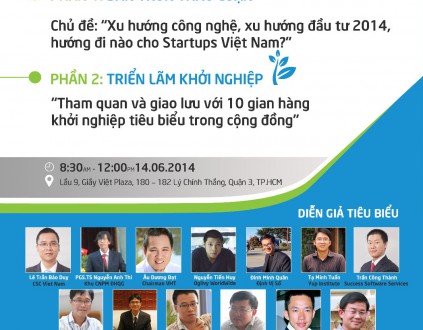 Chủ đề: “Xu hướng công nghệ, xu hướng đầu tư 2014,
hướng đi nào cho Startups Việt Nam?”
PHẦN 2: TRIỂN LÃM KHỞI NGHIỆP
“Tham quan và giao lưu với 10 gian hàng
khởi nghiệp tiêu biểu trong cộng đồng”
8:30AM - 12:00PM 14.06.2014
Lầu 9, Giầy Việt Plaza, 180 - 182 Lý Chính Thắng, Quận 3, TP.HCM
DIỄN GIẢ TIÊU BIỂU
Lê Trần Bảo Duy PGS.TS Nguyễn Anh Thi Âu Dương Đạt Nguyễn Tiến Huy Đinh Minh Quân Tạ Minh Tuấn Trần Công Thành
CSC Viet Nam Khu CNPM ĐHQG Chairman VNIT Ogilvy Worldwide Định Vị Số Yup Institute Success Software Services